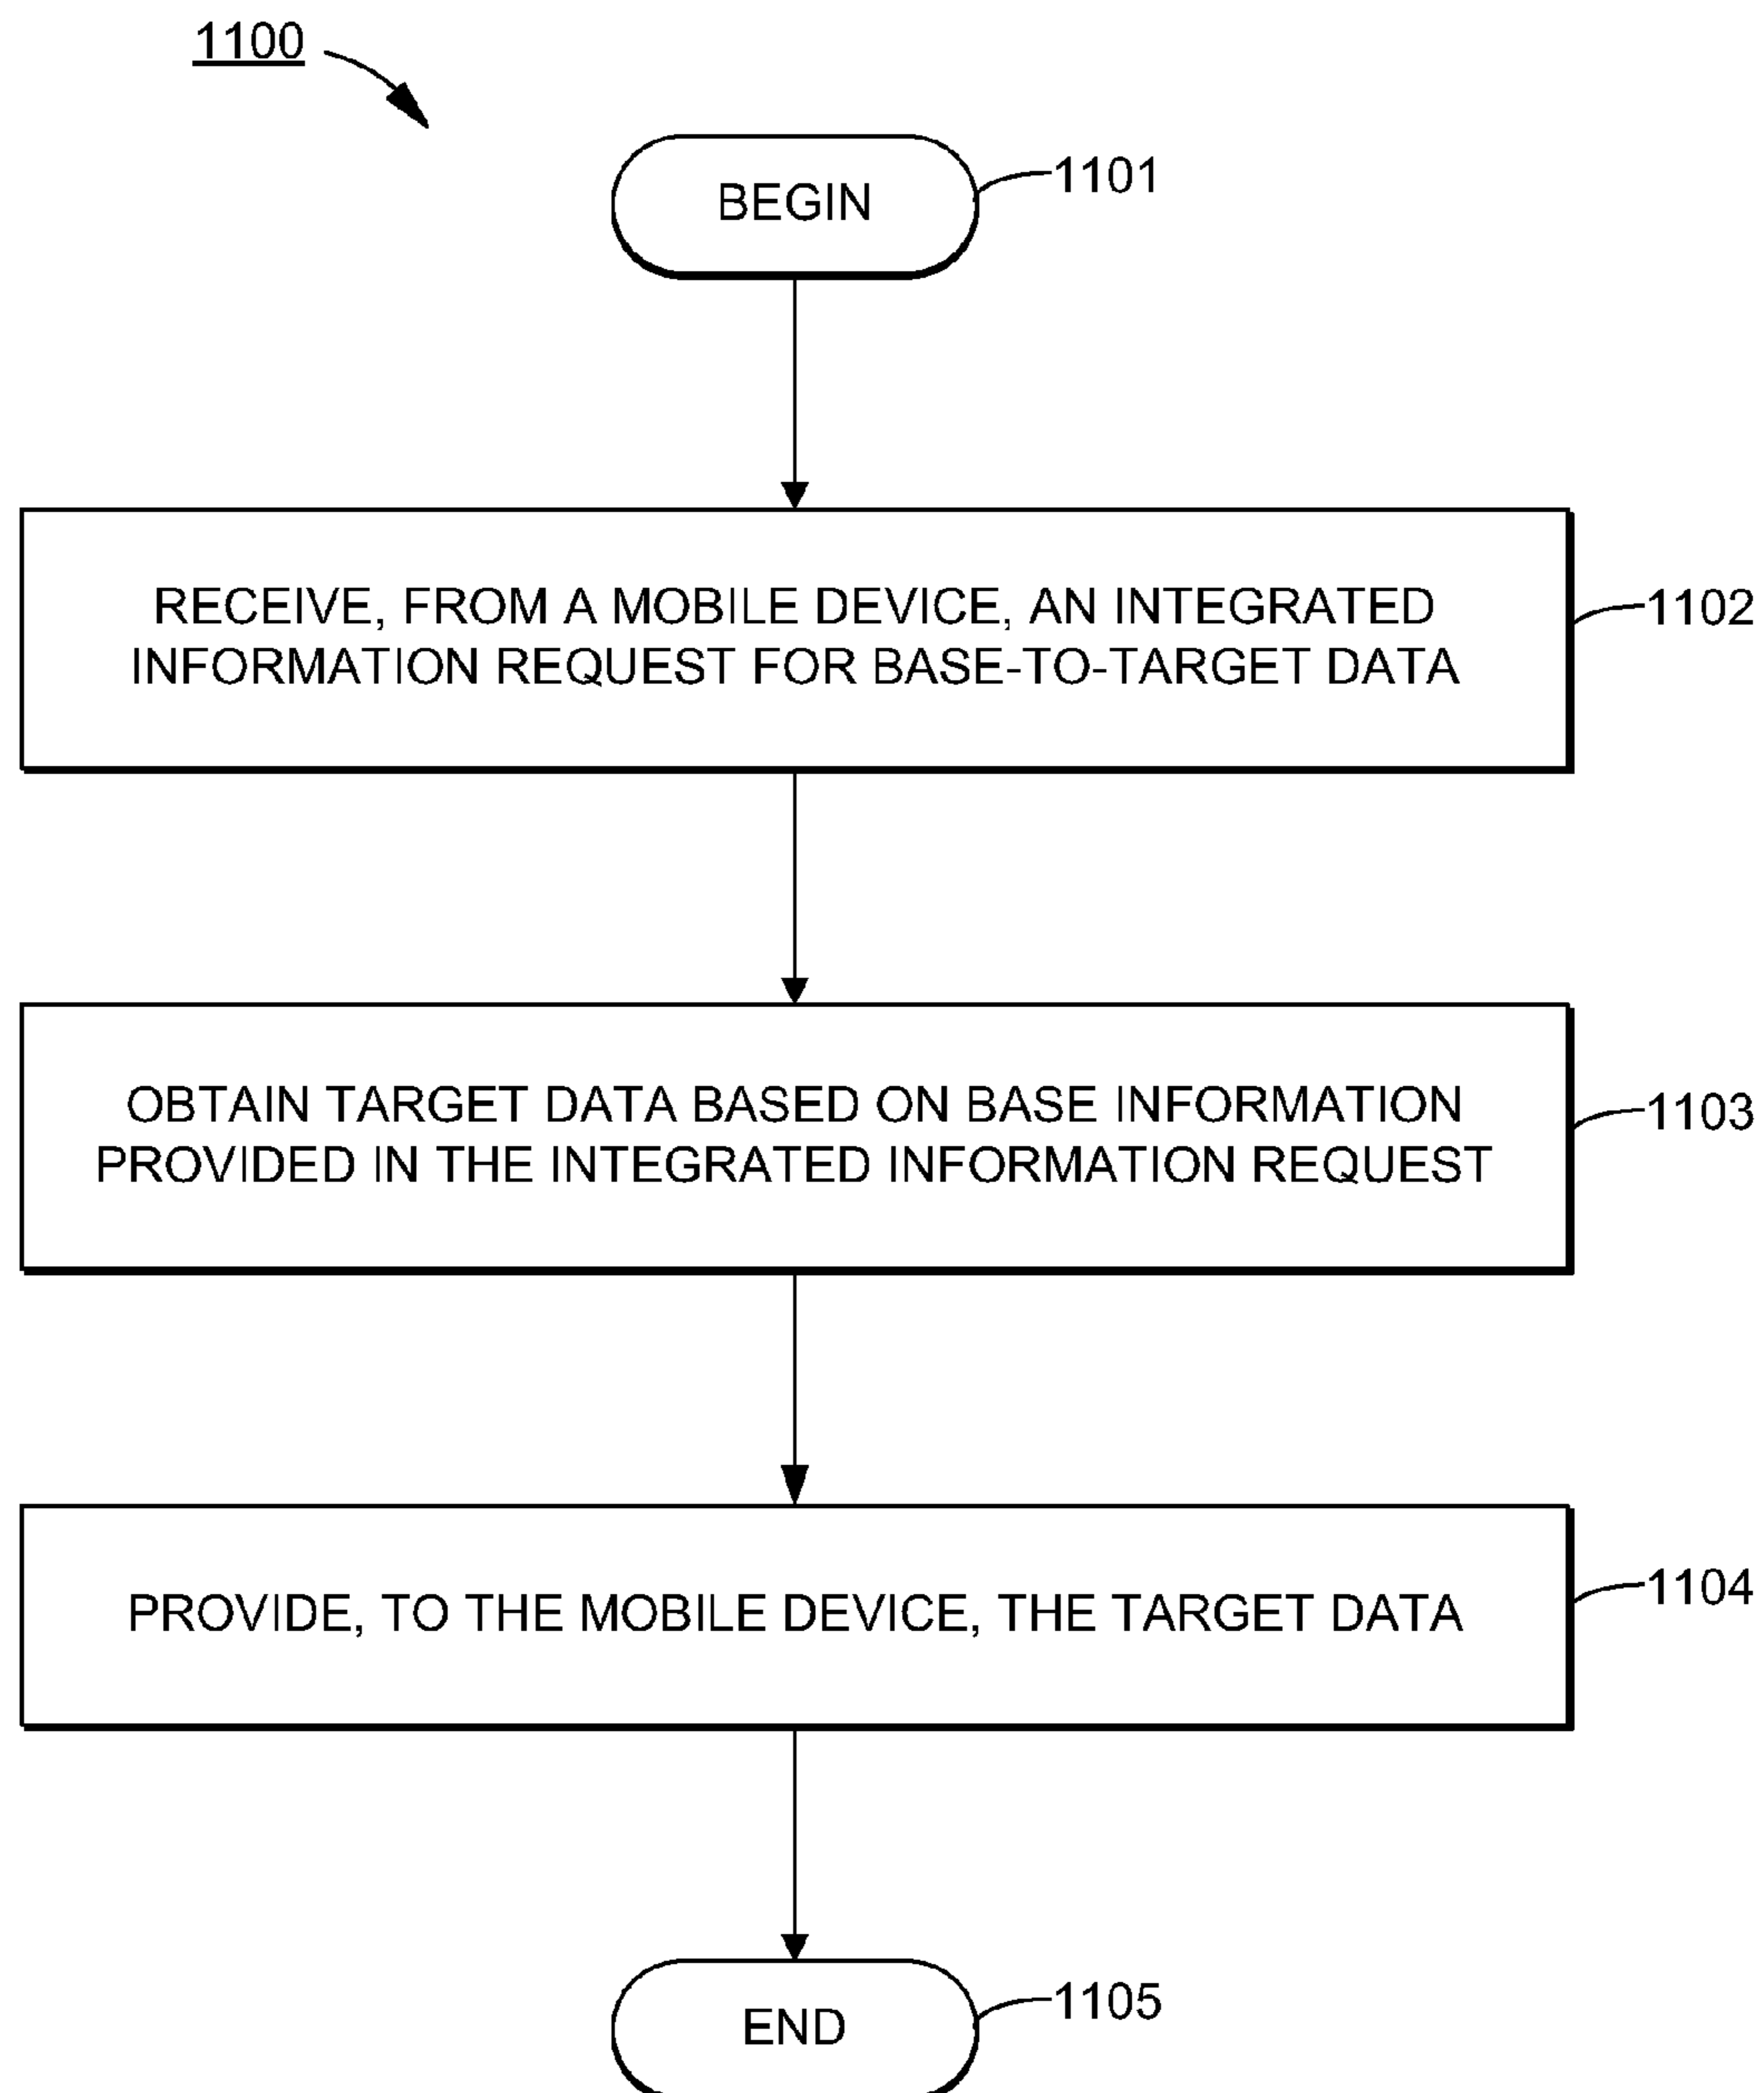 1100
BEGIN
1101
RECEIVE, FROM A MOBILE DEVICE, AN INTEGRATED
INFORMATION REQUEST FOR BASE-TO-TARGET DATA
1102
OBTAIN TARGET DATA BASED ON BASE INFORMATION
PROVIDED IN THE INTEGRATED INFORMATION REQUEST
1103
PROVIDE, TO THE MOBILE DEVICE, THE TARGET DATA
1104
END
1105